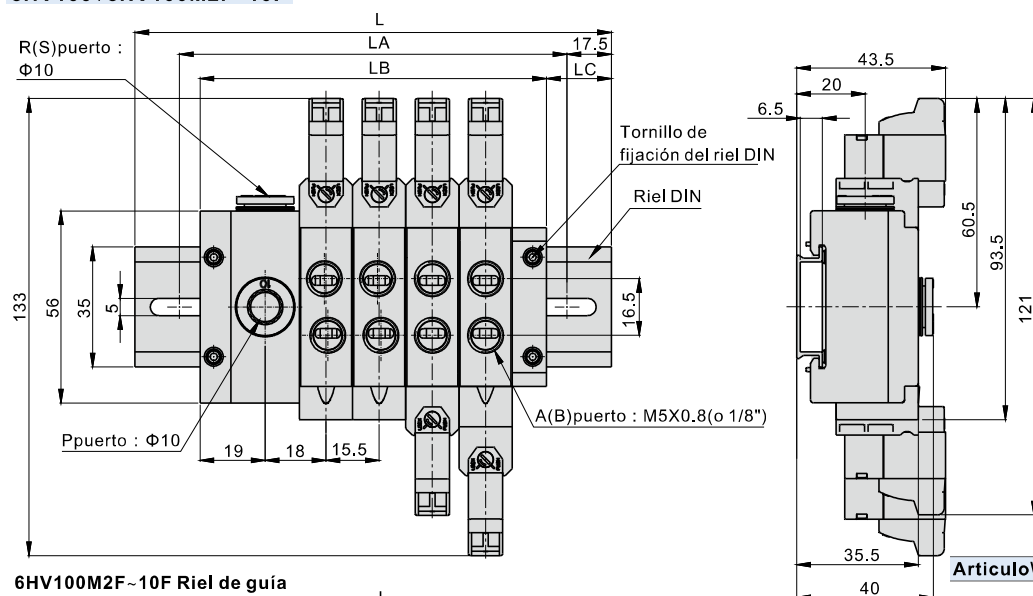 L
LA
17.5
LB
LC
R(S)puerto :
Φ10
Tornillo de
fijación del riel DIN
Riel DIN
133
56
35
5
16.5
A(B)puerto : M5X0.8(o 1/8")
Ppuerto : Φ10
19
18
15.5
43.5
20
6.5
60.5
93.5
121
35.5
40
6HV100M2F~10F Riel de guía
Articulo
L